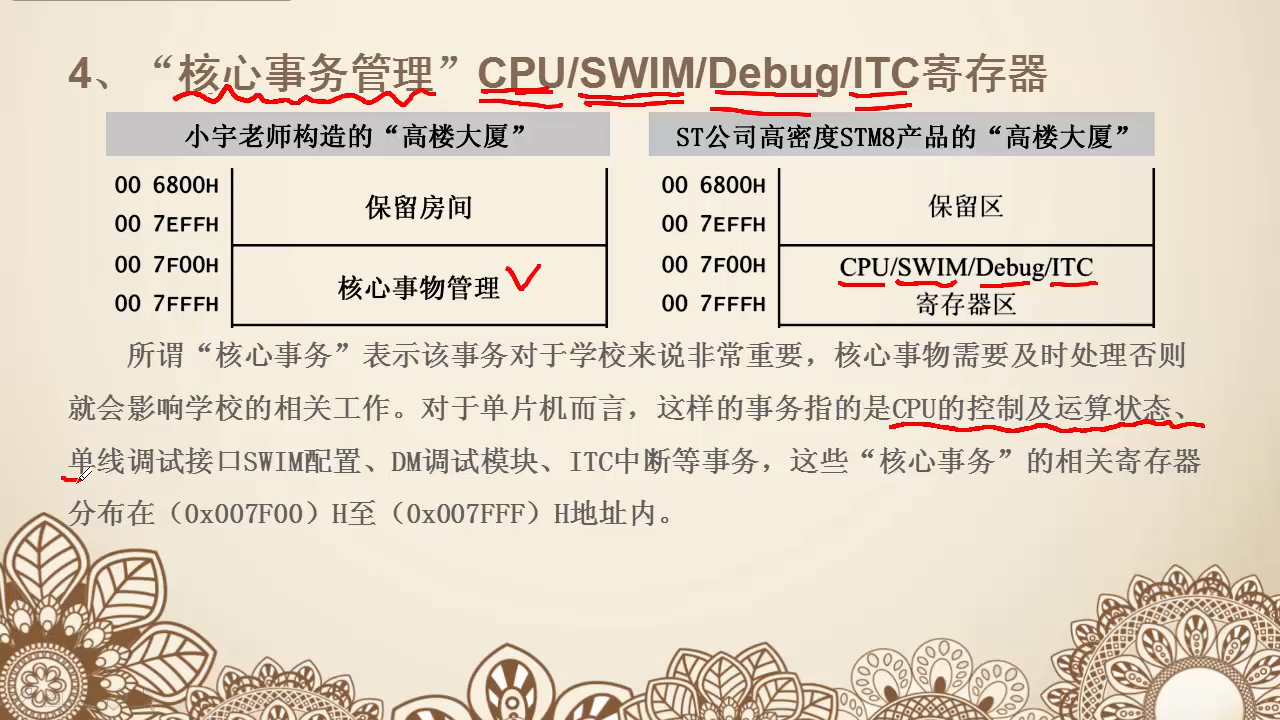 4、“核心事务管理”CPU/SWIM/Debug/ITC寄存器
小宇老师构造的“高楼大厦”
00 6800H
保留房间
00 7EFFH
00 7F00H
核心事物管理
00 7FFFH
ST公司高密度STM8产品的“高楼大厦”
00 6800H
保留区
00 7EFFH
00 7F00H
CPU/SWIM/Debug/ITC
00 7FFFH
寄存器区
所谓“核心事务”表示该事务对于学校来说非常重要，核心事物需要及时处理否则
就会影响学校的相关工作。对于单片机而言，这样的事务指的是CPU的控制及运算状态、
单线调试接口SWIM配置、DM调试模块、ITC中断等事务，这些“核心事务”的相关寄存器
分布在（0x007F00）H至（0x007FFF）H地址内。